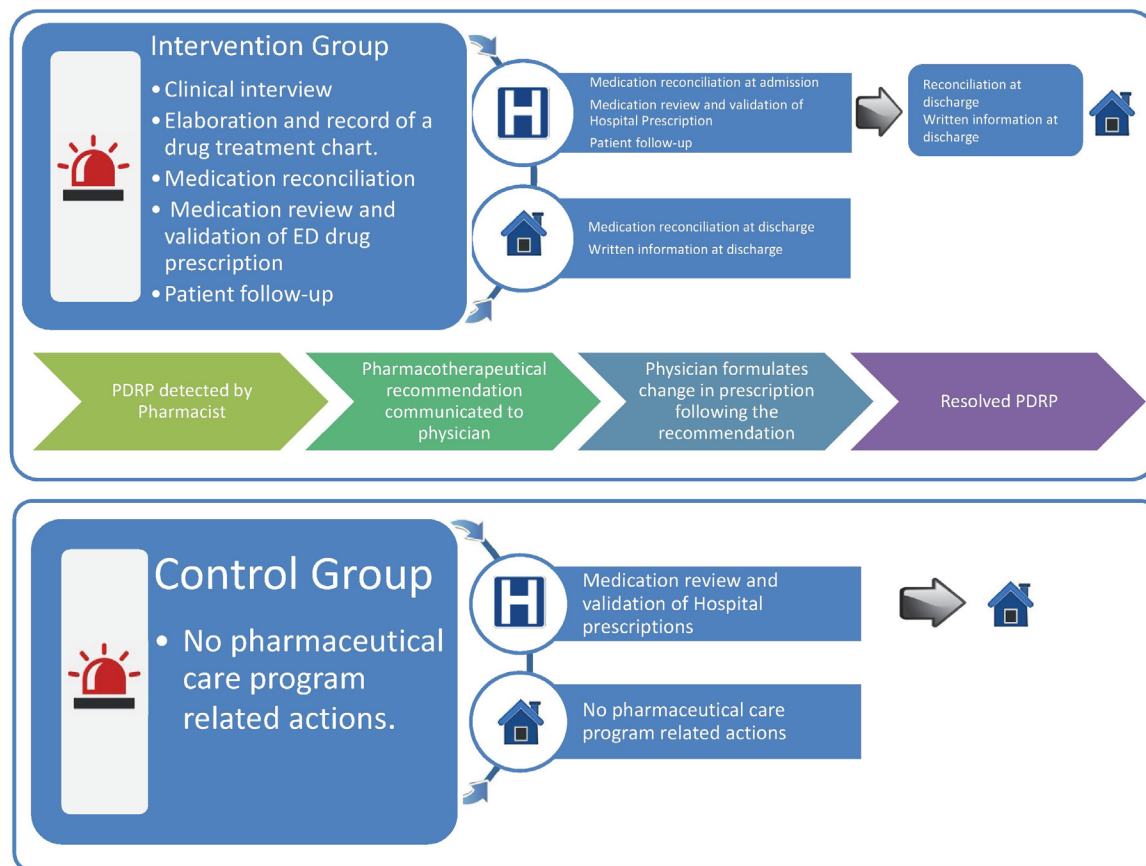 Intervention Group
•Clinical interview
•Elaboration and record of a
drug treatment chart.
•Medication reconciliation
• Medication review and
validation of ED drug
prescription
•Patient follow-up
H
Medication reconciliation at admission
Medication review and validation of
Hospital Prescription
Patient follow-up
Reconciliation at
discharge
Written information at
discharge
Medication reconciliation at discharge
Written information at discharge
PDRP detected by
Pharmacist
Pharmacotherapeutical
recommendation
communicated to
physician
Physician formulates
change in prescription
following the
recommendation
Resolved PDRP
Control Group
• No pharmaceutical
care program
related actions.
H
Medication review and
validation of Hospital
prescriptions
No pharmaceutical care
program related actions